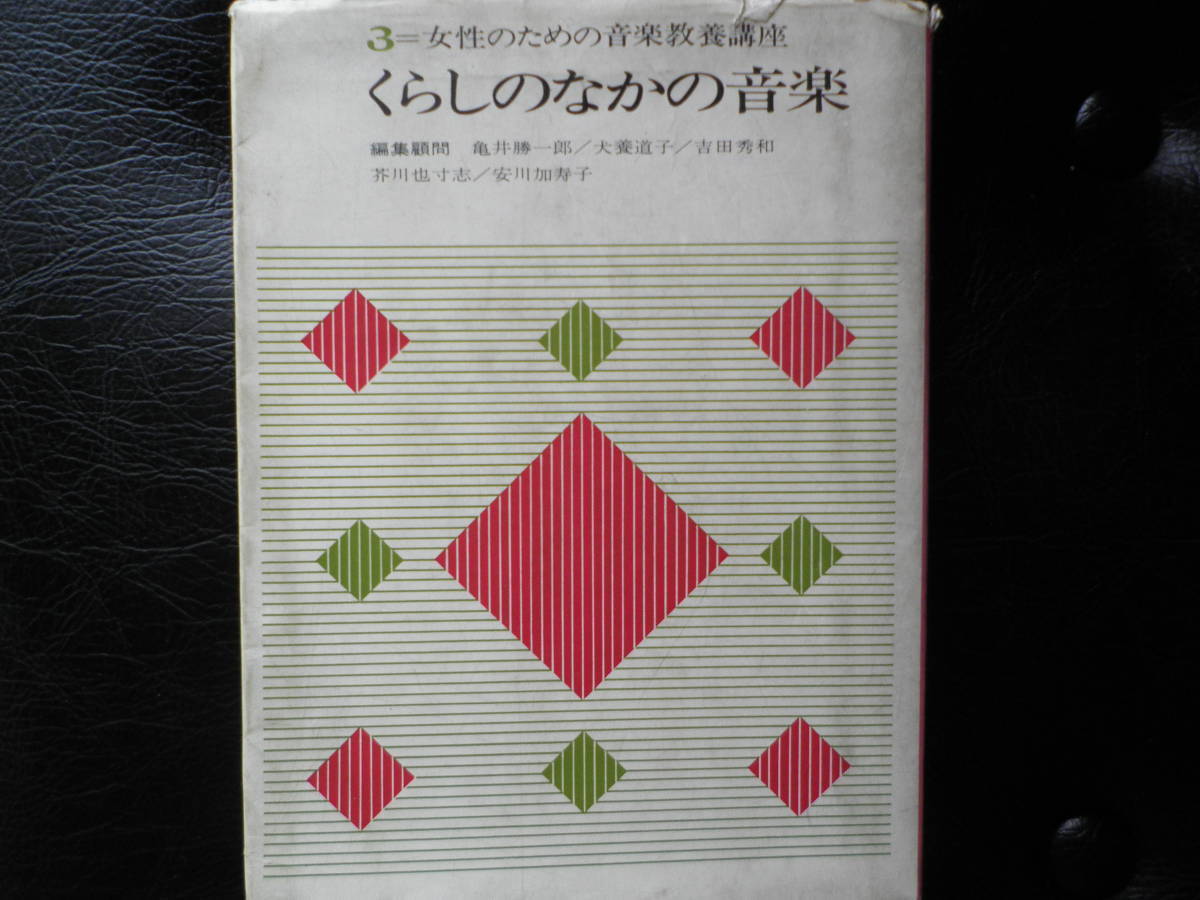 3=女性のための音楽教養講座
くらしのなかの音楽
編集顧問 亀井勝一郎/犬養道子/吉田秀和
芥川也寸志/安川加寿子